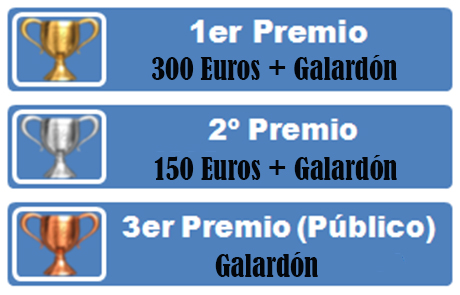 1er Premio
300 Euros + Galardón
2º Premio
150 Euros + Galardón
3er Premio (Público)
Galardón